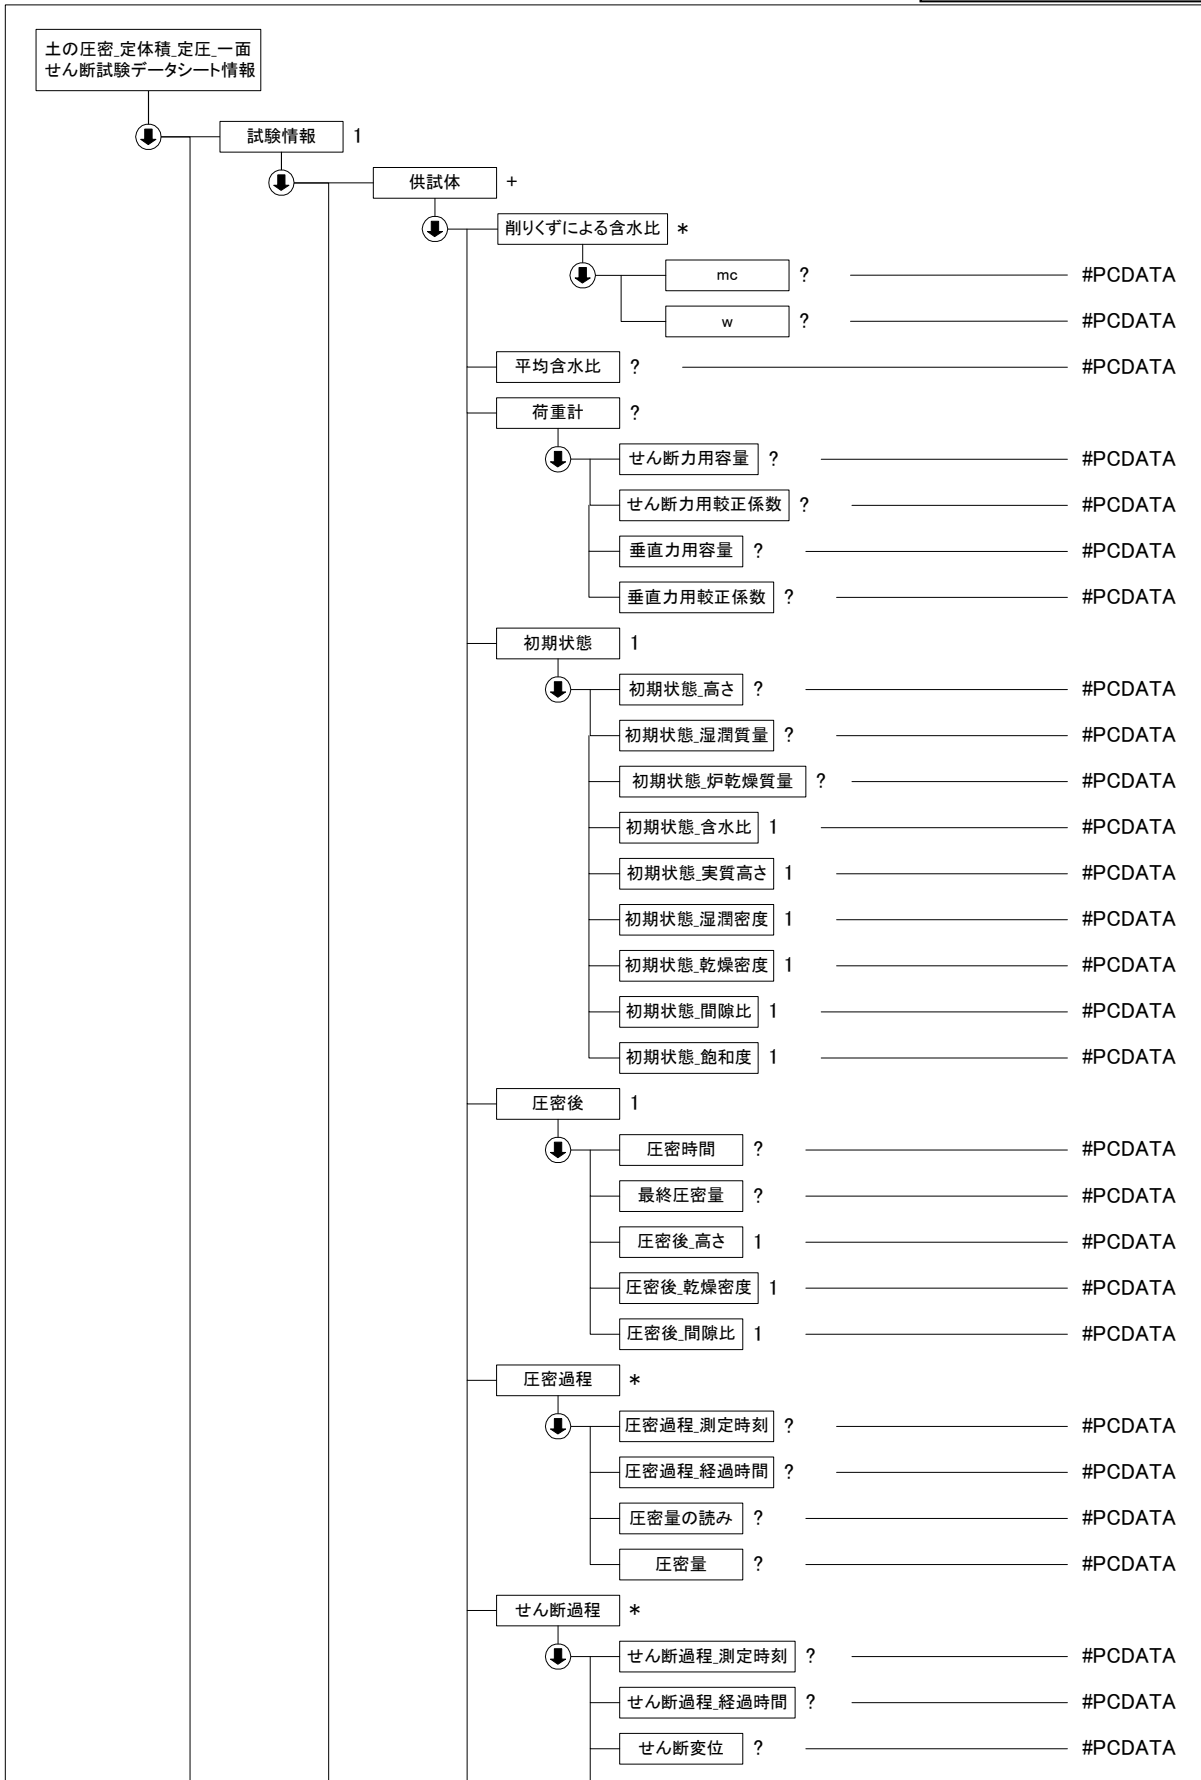 土の圧密_定体積_定圧_一面
せん断試験データシート情報
試験情報 1
供試体 +
削りくずによる含水比 *
mc ? #PCDATA
w ? #PCDATA
平均含水比 ? #PCDATA
荷重計 ?
せん断力用容量 ? #PCDATA
せん断力用較正係数 ? #PCDATA
垂直力用容量 ? #PCDATA
垂直力用較正係数 ? #PCDATA
初期状態 1
初期状態_高さ ? #PCDATA
初期状態_湿潤質量 ? #PCDATA
初期状態_炉乾燥質量 ? #PCDATA
初期状態_含水比 1 #PCDATA
初期状態_実質高さ 1 #PCDATA
初期状態_湿潤密度 1 #PCDATA
初期状態_乾燥密度 1 #PCDATA
初期状態_間隙比 1 #PCDATA
初期状態_飽和度 1 #PCDATA
圧密後 1
圧密時間 ? #PCDATA
最終圧密量 ? #PCDATA
圧密後_高さ 1 #PCDATA
圧密後_乾燥密度 1 #PCDATA
圧密後_間隙比 1 #PCDATA
圧密過程 *
圧密過程_測定時刻 ? #PCDATA
圧密過程_経過時間 ? #PCDATA
圧密量の読み ? #PCDATA
圧密量 ? #PCDATA
せん断過程 *
せん断過程_測定時刻 ? #PCDATA
せん断過程_経過時間 ? #PCDATA
せん断変位 ? #PCDATA